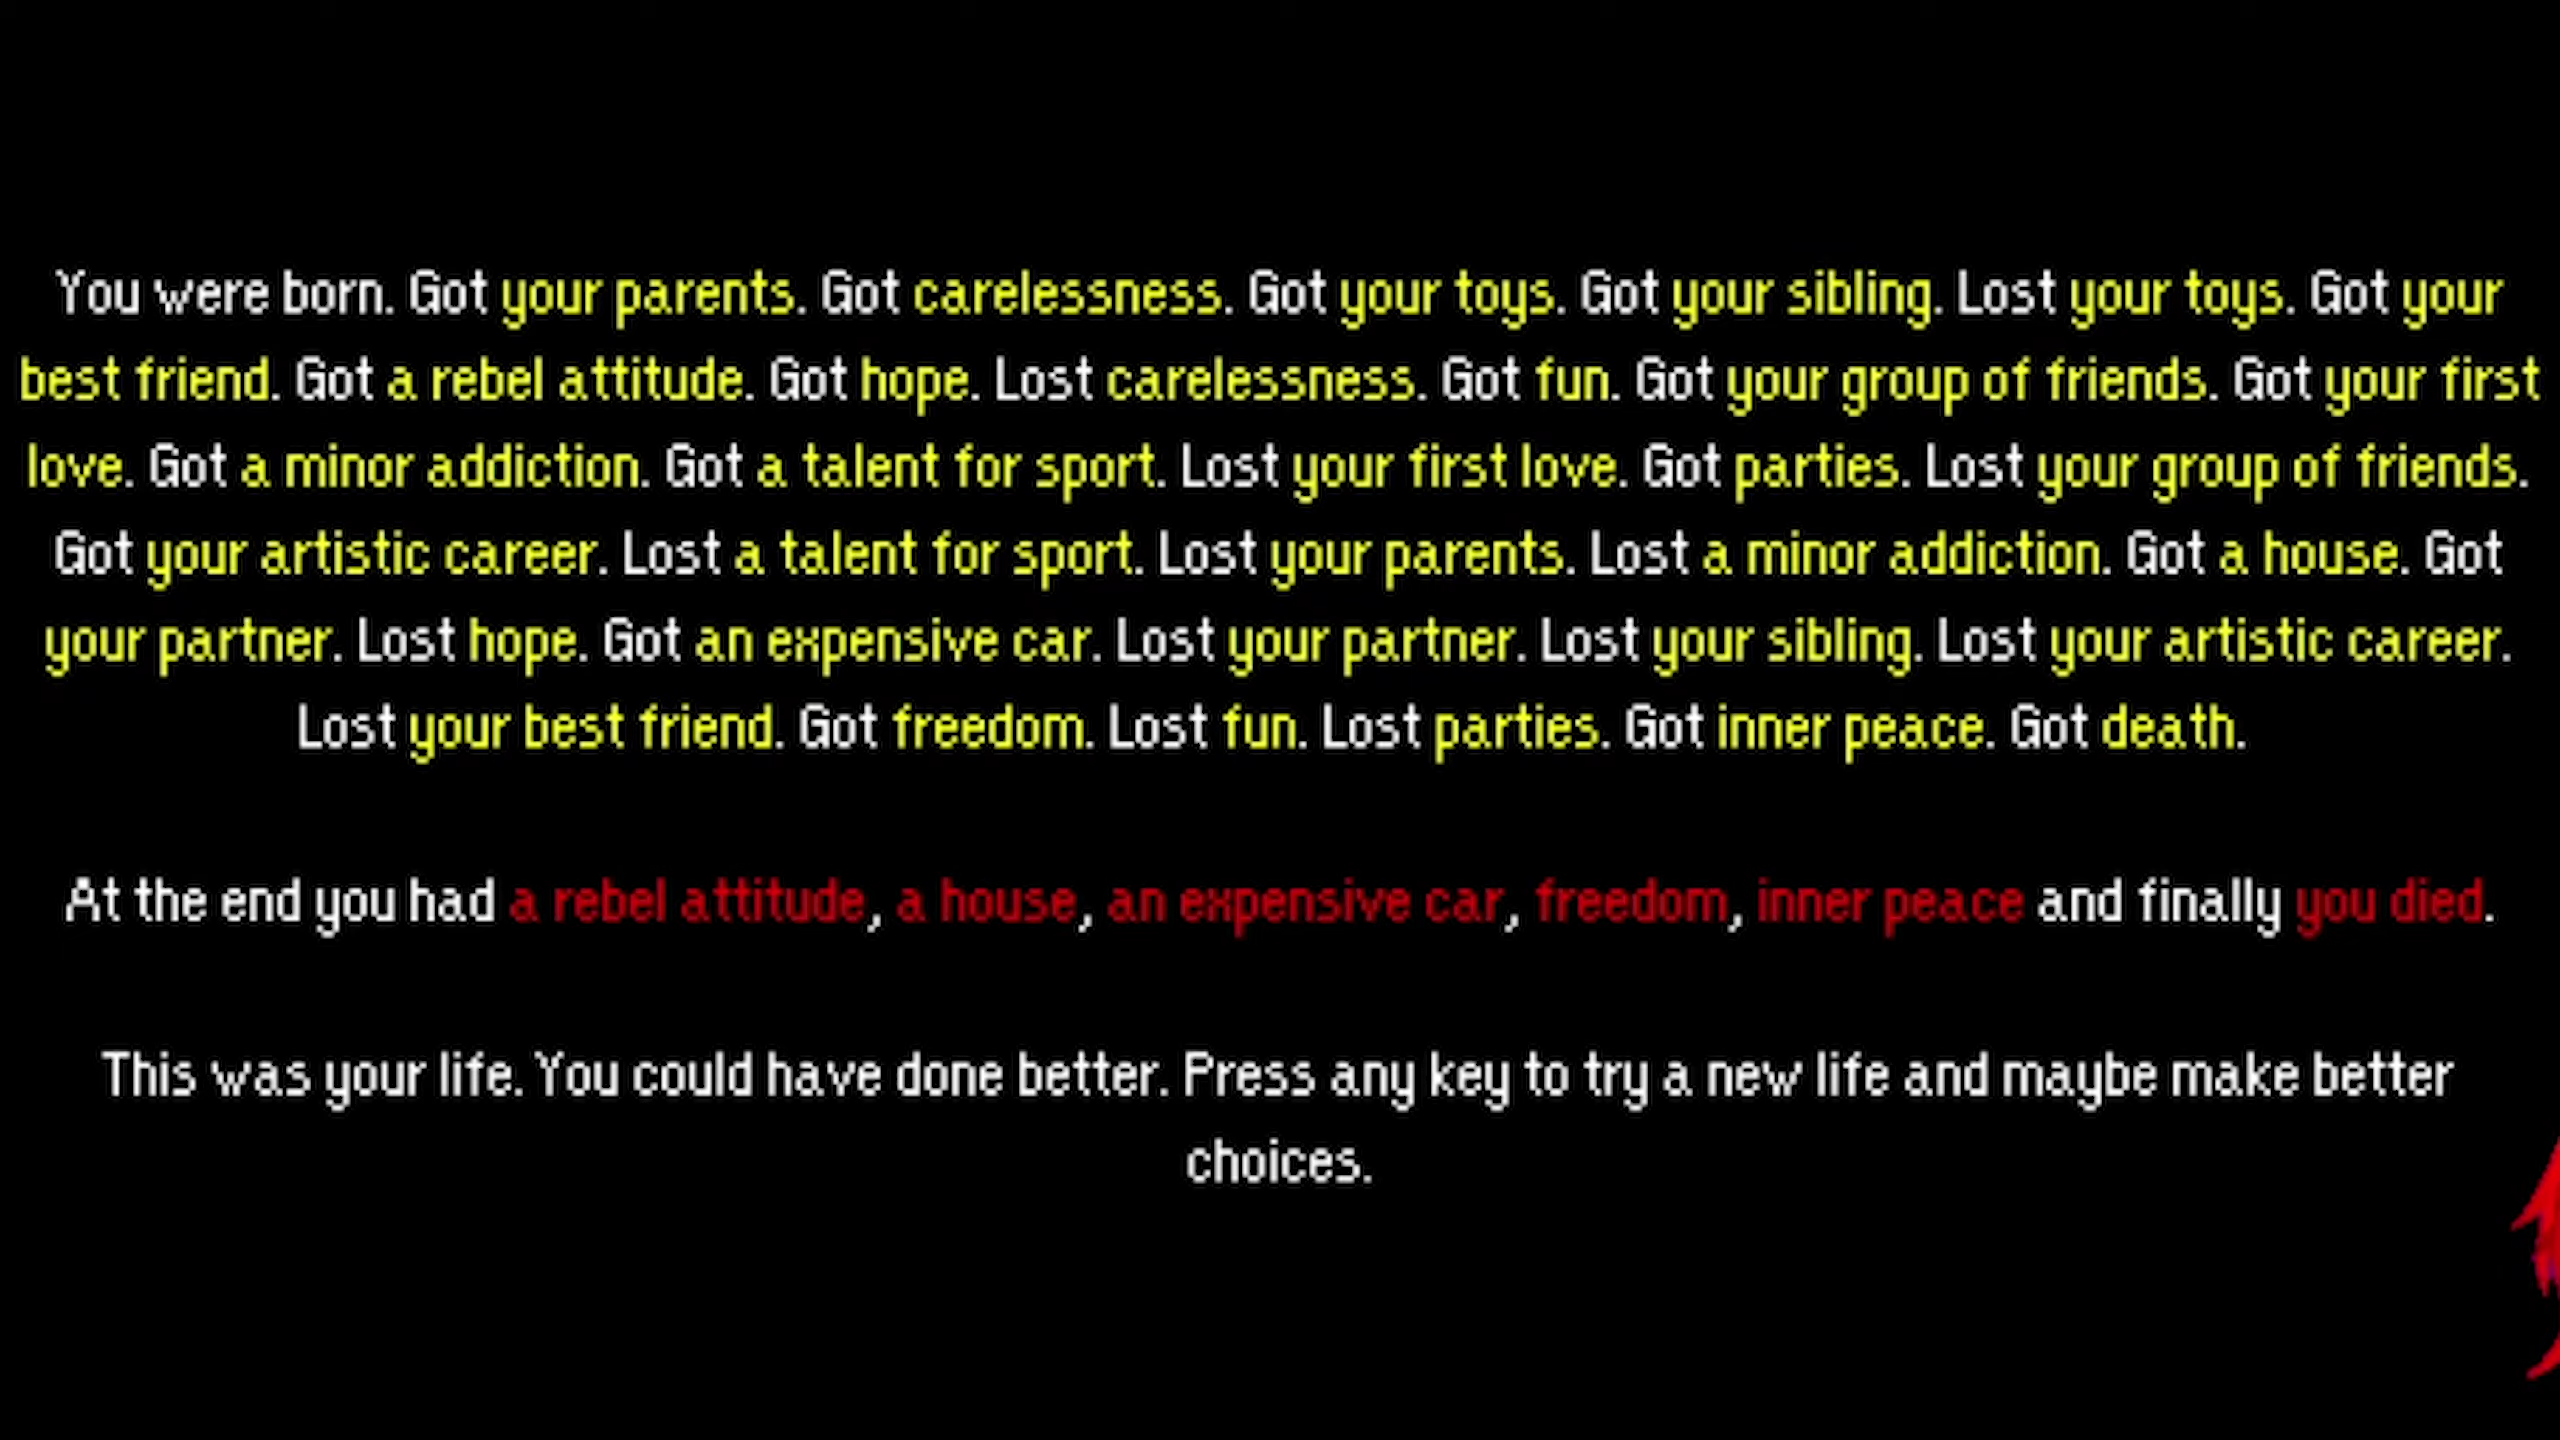 You were born. Got your parents. Got carelessness. Got your toys. Got your sibling. Lost your toys. Got your
best friend. Got a rebel attitude. Got hope. Lost carelessness. Got fun. Got your group of friends. Got your first
love. Got a minor addiction. Got a talent for sport. Lost your first love. Got parties. Lost your group of friends.
Got your artistic career. Lost a talent for sport. Lost your parents. Lost a minor addiction. Got a house. Got
your partner. Lost hope. Got an expensive car. Lost your partner. Lost your sibling. Lost your artistic career.
Lost your best friend. Got freedom. Lost fun. Lost parties. Got inner peace. Got death.
At the end you had a rebel attitude, a house, an expensive car, freedom, inner peace and finally you died.
This was your life. You could have done better. Press any key to try a new life and maybe make better
choices.